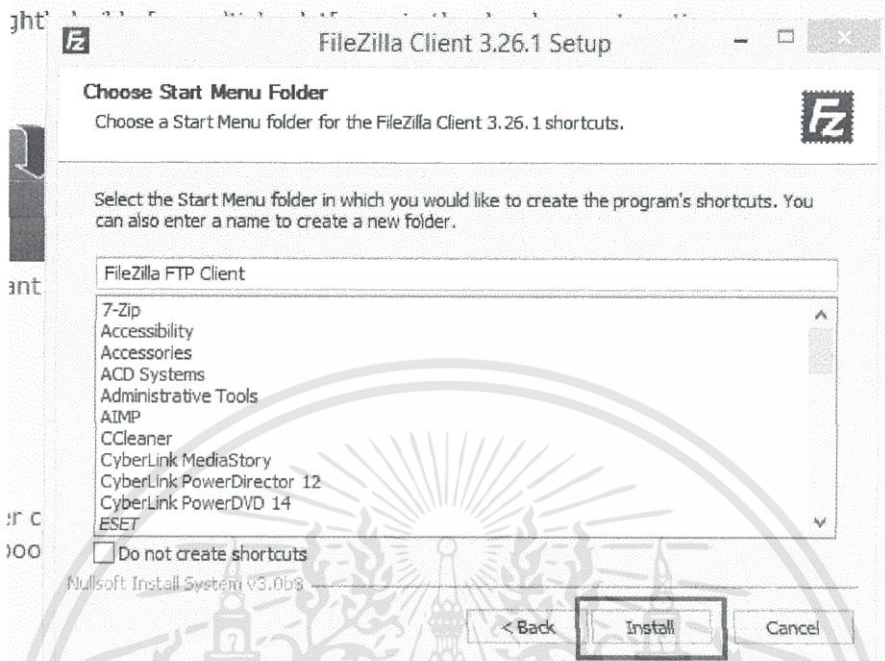 ght'
Fz
FileZilla Client 3.26.1 Setup
Choose Start Menu Folder
Choose a Start Menu folder for the FileZilla Client 3.26.1 shortcuts.
Fz
Select the Start Menu folder in which you would like to create the program's shortcuts. You
can also enter a name to create a new folder.
FileZilla FTP Client
ant
7-Zip
Accessibility
Accessories
ACD Systems
Administrative Tools
AIMP
CCleaner
CyberLink MediaStory
CyberLink PowerDirector 12
CyberLink PowerDVD 14
er c
ESET
Do not create shortcuts
Nullsoft Install System v3.0b3
< Back Install Cancel